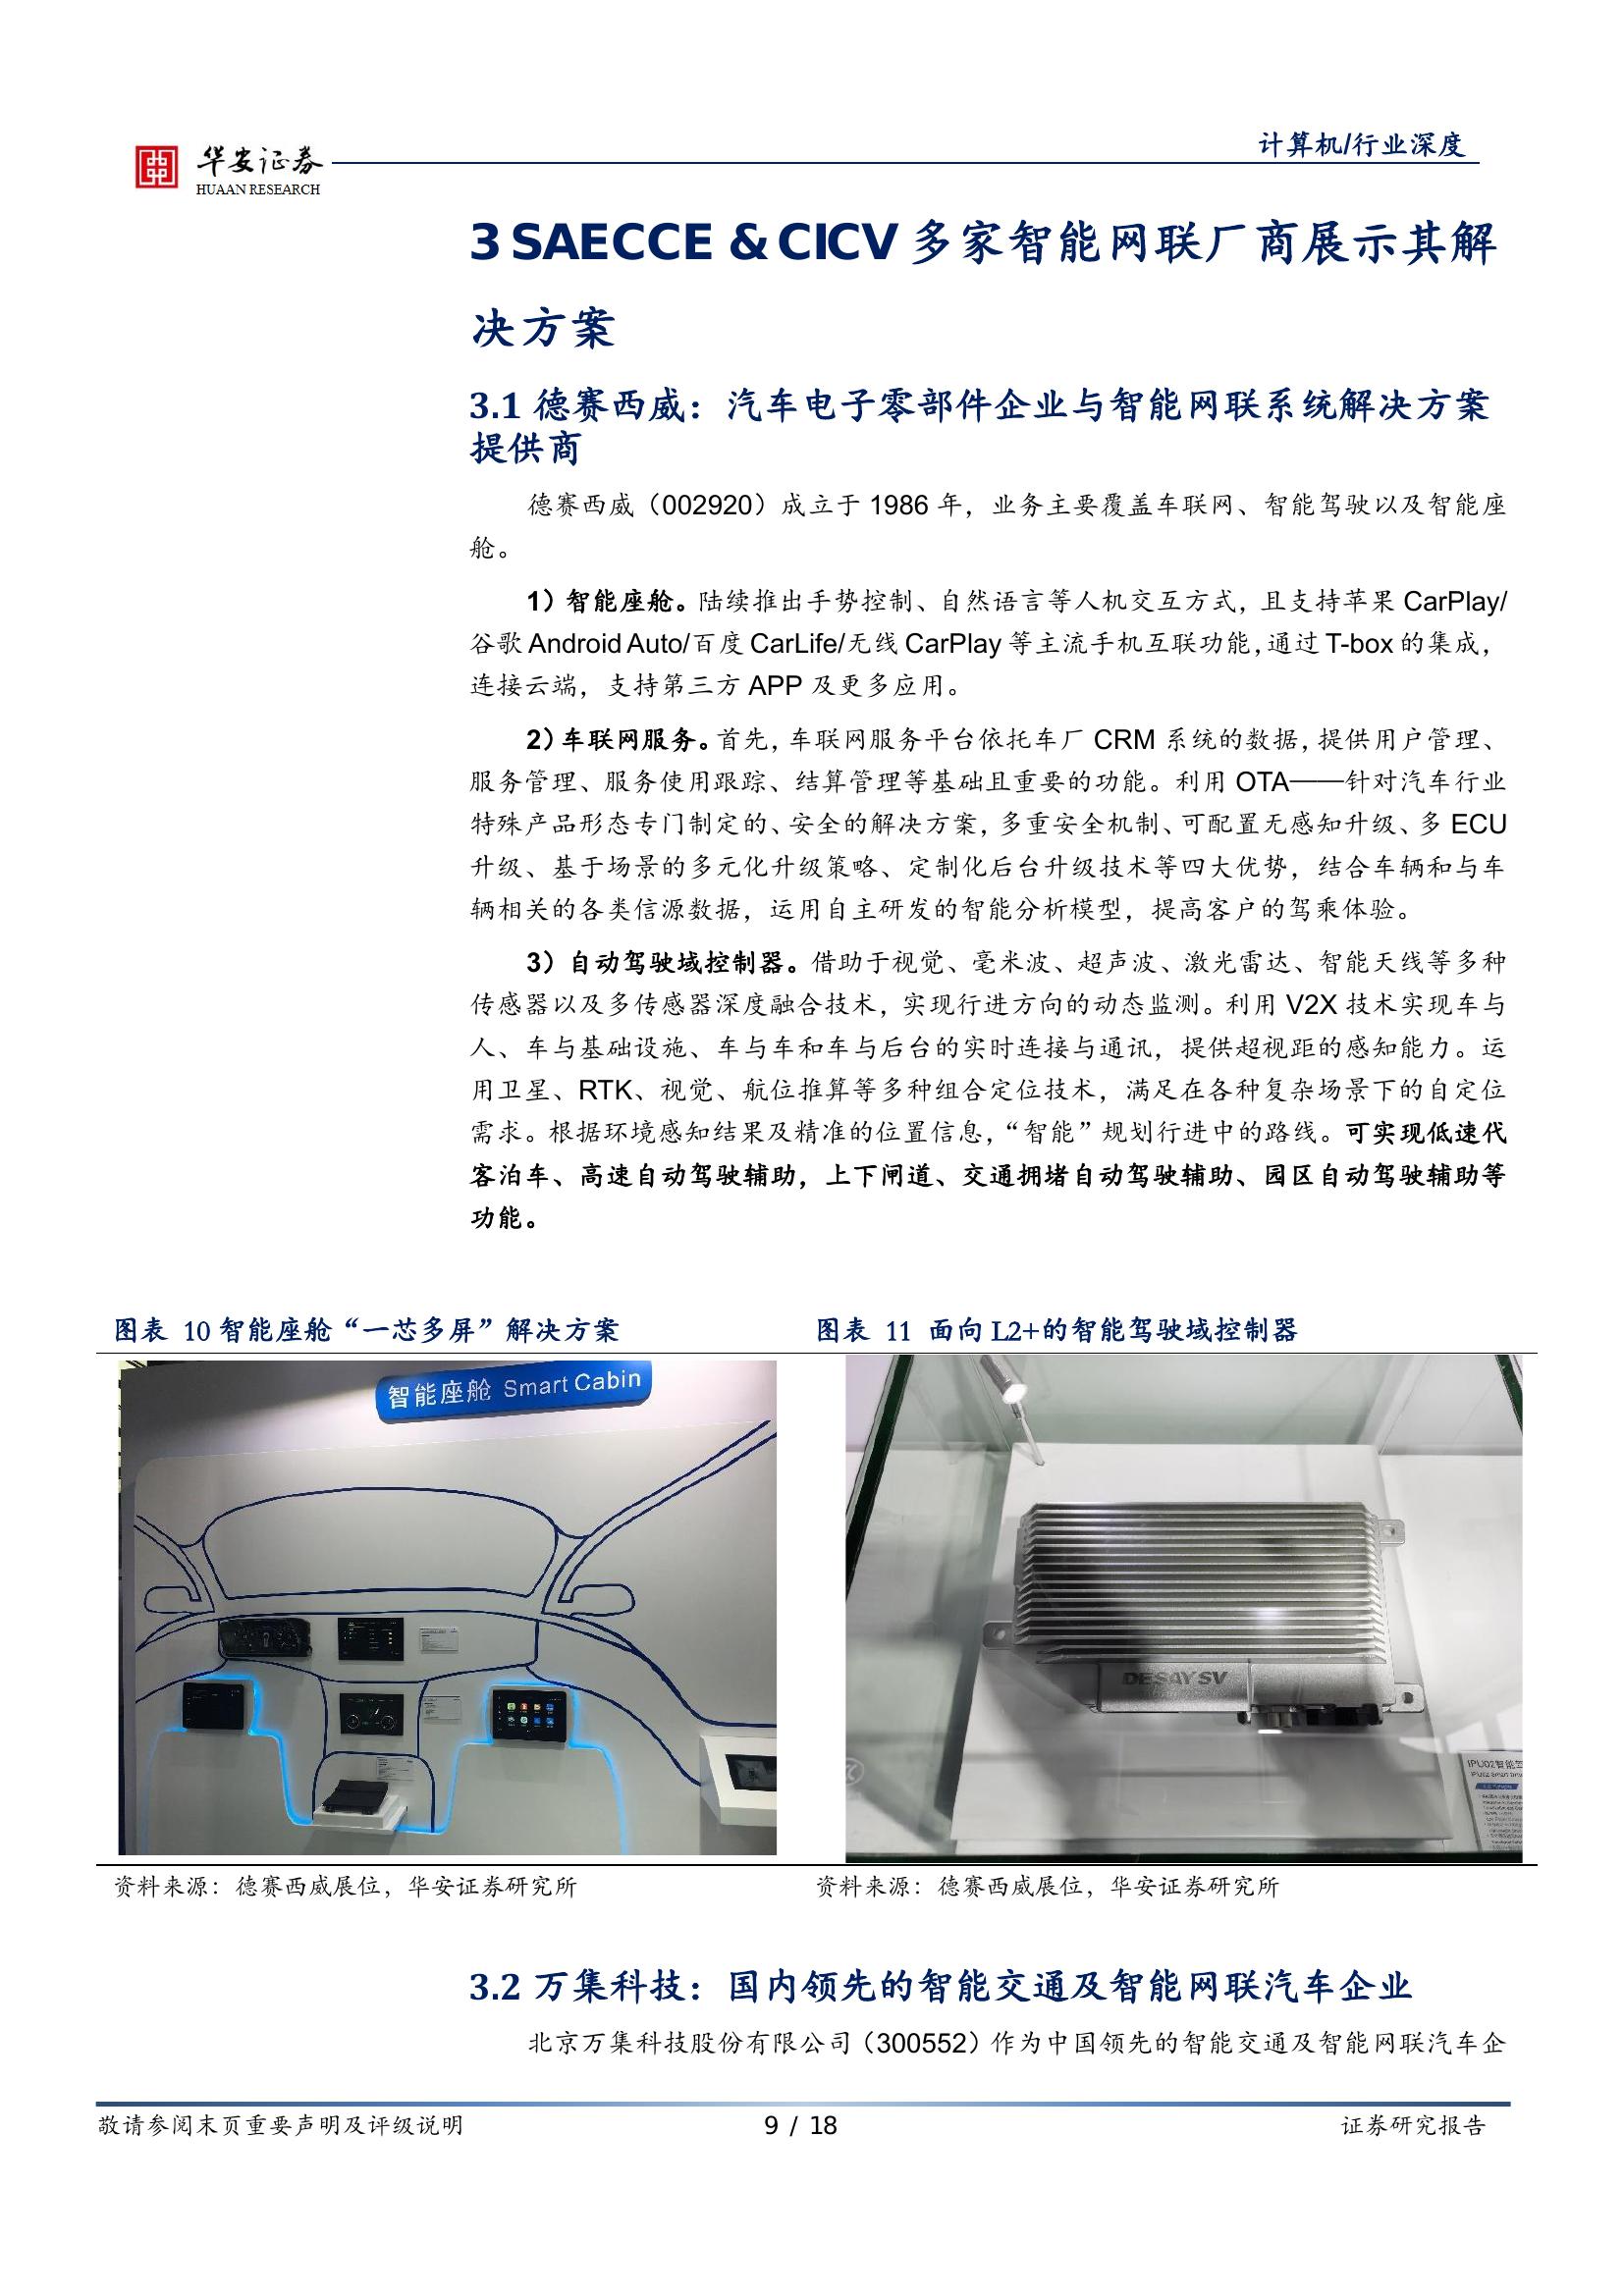 华安证券
HUAAN RESEARCH
计算机/行业深度
3 SAECCE & CICV 多家智能网联厂商展示其解
决方案
3.1 德赛西威：汽车电子零部件企业与智能网联系统解决方案
提供商
德赛西威（002920）成立于 1986 年，业务主要覆盖车联网、智能驾驶以及智能座
舱。
1）智能座舱。陆续推出手势控制、自然语言等人机交互方式，且支持苹果 CarPlay/
谷歌 Android Auto/百度 CarLife/无线 CarPlay 等主流手机互联功能，通过 T-box 的集成，
连接云端，支持第三方 APP 及更多应用。
2）车联网服务。首先，车联网服务平台依托车厂 CRM 系统的数据，提供用户管理、
服务管理、服务使用跟踪、结算管理等基础且重要的功能。利用 OTA——针对汽车行业
特殊产品形态专门制定的、安全的解决方案，多重安全机制、可配置无感知升级、多 ECU
升级、基于场景的多元化升级策略、定制化后台升级技术等四大优势，结合车辆和与车
辆相关的各类信源数据，运用自主研发的智能分析模型，提高客户的驾乘体验。
3）自动驾驶域控制器。借助于视觉、毫米波、超声波、激光雷达、智能天线等多种
传感器以及多传感器深度融合技术，实现行进方向的动态监测。利用 V2X 技术实现车与
人、车与基础设施、车与车和车与后台的实时连接与通讯，提供超视距的感知能力。运
用卫星、RTK、视觉、航位推算等多种组合定位技术，满足在各种复杂场景下的自定位
需求。根据环境感知结果及精准的位置信息，“智能”规划行进中的路线。可实现低速代
客泊车、高速自动驾驶辅助，上下闸道、交通拥堵自动驾驶辅助、园区自动驾驶辅助等
功能。
图表 10 智能座舱“一芯多屏”解决方案
智能座舱 Smart Cabin
资料来源：德赛西威展位，华安证券研究所
图表 11 面向 L2+的智能驾驶域控制器
DESAY SV
IPU02智能
资料来源：德赛西威展位，华安证券研究所
3.2 万集科技：国内领先的智能交通及智能网联汽车企业
北京万集科技股份有限公司（300552）作为中国领先的智能交通及智能网联汽车企
敬请参阅末页重要声明及评级说明
9 / 18
证券研究报告